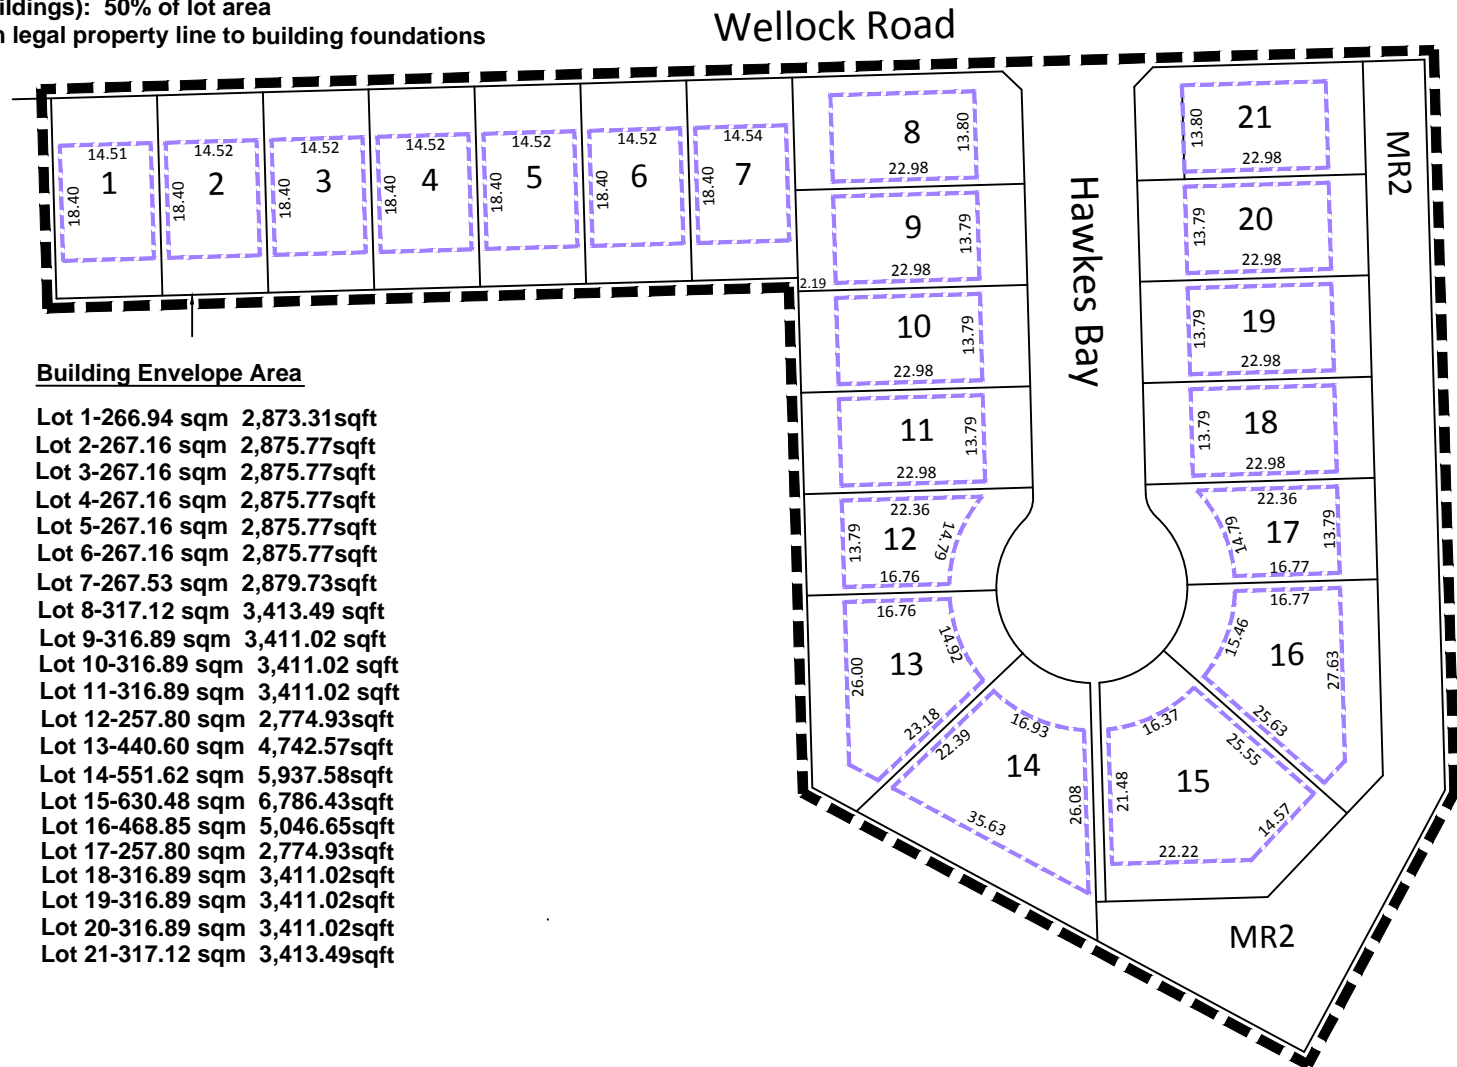 ildings): 50% of lot area
n legal property line to building foundations
Wellock Road
14.51
18.40
1
14.52
18.40
2
14.52
18.40
3
14.52
18.40
4
14.52
18.40
5
14.52
18.40
6
14.54
18.40
7
8
13.80
22.98
9
13.79
22.98
2.19
10
13.79
22.98
11
13.79
22.98
22.36
13.79
12
14.79
16.76
16.76
14.92
13
26.00
23.18
16.93
22.39
14
26.08
35.63
Hawkes Bay
21
13.80
22.98
20
13.79
22.98
19
13.79
22.98
18
13.79
22.98
22.36
14.79
17
13.79
16.77
16.77
15.46
16
27.63
25.63
16.37
25.55
15
21.48
14.57
22.22
MR2
MR2
Building Envelope Area
Lot 1-266.94 sqm 2,873.31sqft
Lot 2-267.16 sqm 2,875.77sqft
Lot 3-267.16 sqm 2,875.77sqft
Lot 4-267.16 sqm 2,875.77sqft
Lot 5-267.16 sqm 2,875.77sqft
Lot 6-267.16 sqm 2,875.77sqft
Lot 7-267.53 sqm 2,879.73sqft
Lot 8-317.12 sqm 3,413.49 sqft
Lot 9-316.89 sqm 3,411.02 sqft
Lot 10-316.89 sqm 3,411.02 sqft
Lot 11-316.89 sqm 3,411.02 sqft
Lot 12-257.80 sqm 2,774.93sqft
Lot 13-440.60 sqm 4,742.57sqft
Lot 14-551.62 sqm 5,937.58sqft
Lot 15-630.48 sqm 6,786.43sqft
Lot 16-468.85 sqm 5,046.65sqft
Lot 17-257.80 sqm 2,774.93sqft
Lot 18-316.89 sqm 3,411.02sqft
Lot 19-316.89 sqm 3,411.02sqft
Lot 20-316.89 sqm 3,411.02sqft
Lot 21-317.12 sqm 3,413.49sqft